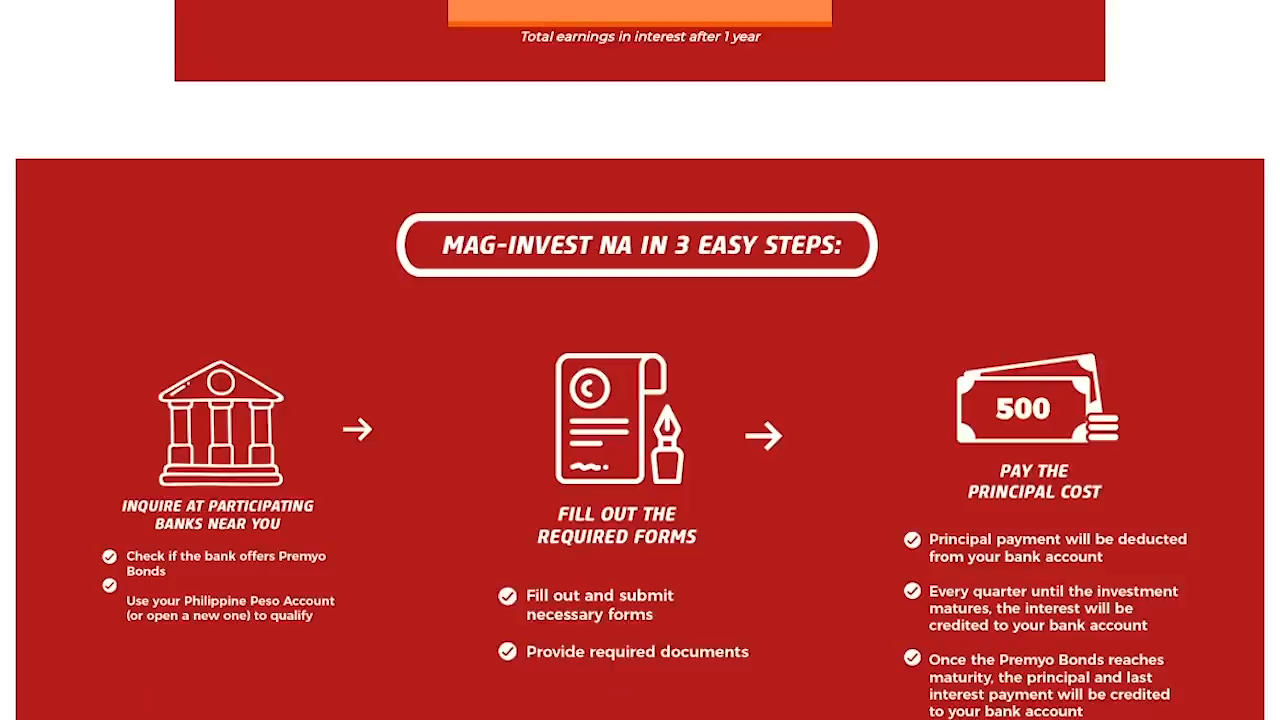 Total earnings in interest after 1 year
MAG-INVEST NA IN 3 EASY STEPS:
INQUIRE AT PARTICIPATING
BANKS NEAR YOU
Check if the bank offers Premyo
Bonds
Use your Philippine Peso Account
(or open a new one) to qualify
FILL OUT THE
REQUIRED FORMS
Fill out and submit
necessary forms
Provide required documents
500
PAY THE
PRINCIPAL COST
Principal payment will be deducted
from your bank account
Every quarter until the investment
matures, the interest will be
credited to your bank account
Once the Premyo Bonds reaches
maturity, the principal and last
interest payment will be credited
to your bank account